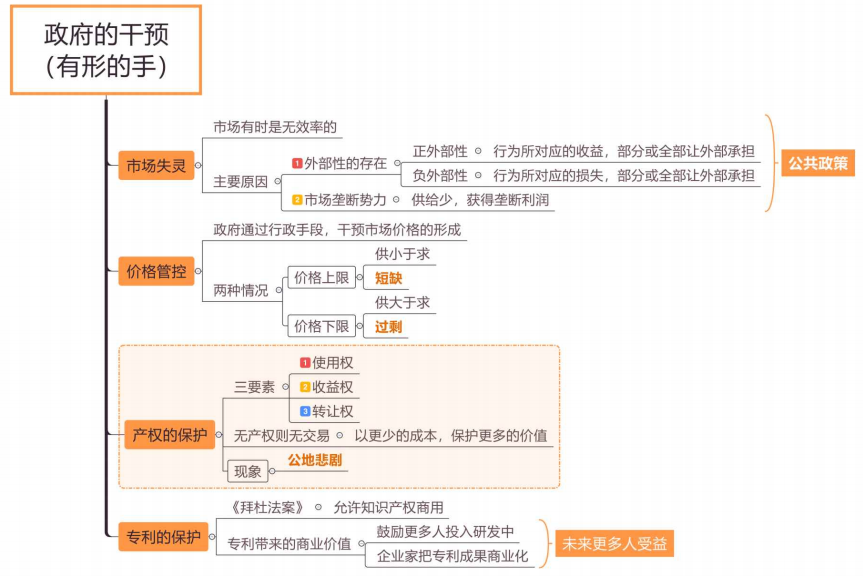 政府的干预
（有形的手）
市场失灵
市场有时是无效率的
主要原因
1 外部性的存在
正外部性
行为所对应的收益，部分或全部让外部承担
负外部性
行为所对应的损失，部分或全部让外部承担
2 市场垄断势力
供给少，获得垄断利润
公共政策
价格管控
政府通过行政手段，干预市场价格的形成
两种情况
价格上限
供小于求
短缺
价格下限
供大于求
过剩
产权的保护
三要素
1 使用权
2 收益权
3 转让权
无产权则无交易
以更少的成本，保护更多的价值
现象
公地悲剧
专利的保护
《拜杜法案》
允许知识产权商用
专利带来的商业价值
鼓励更多人投入研发中
企业家把专利成果商业化
未来更多人受益